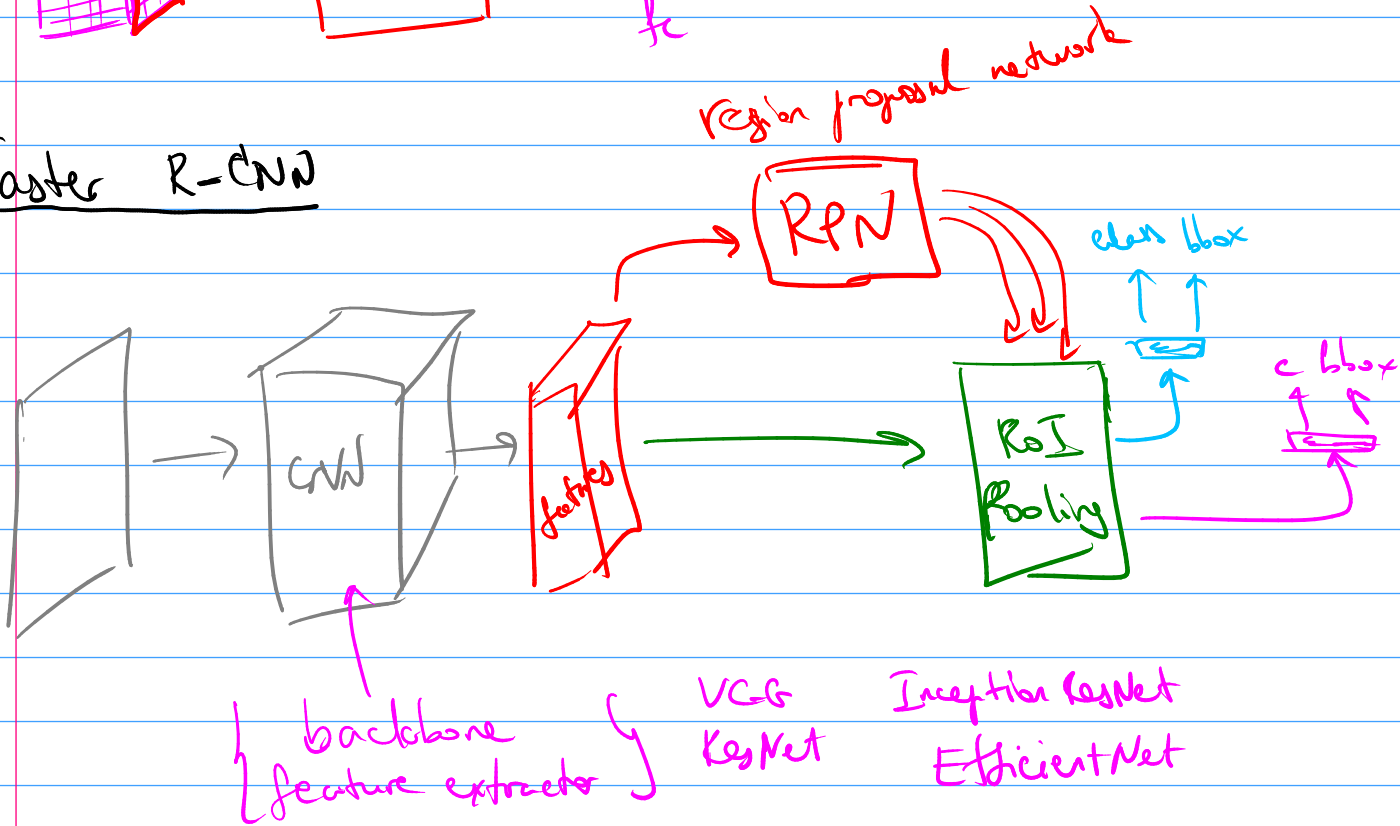 fc
region proposal network
aster R-CNN
RPN
class bbox
c bbox
CNN
features
RoI
Pooling
backbone
feature extractor
VGG
ResNet
Inception ResNet
EfficientNet